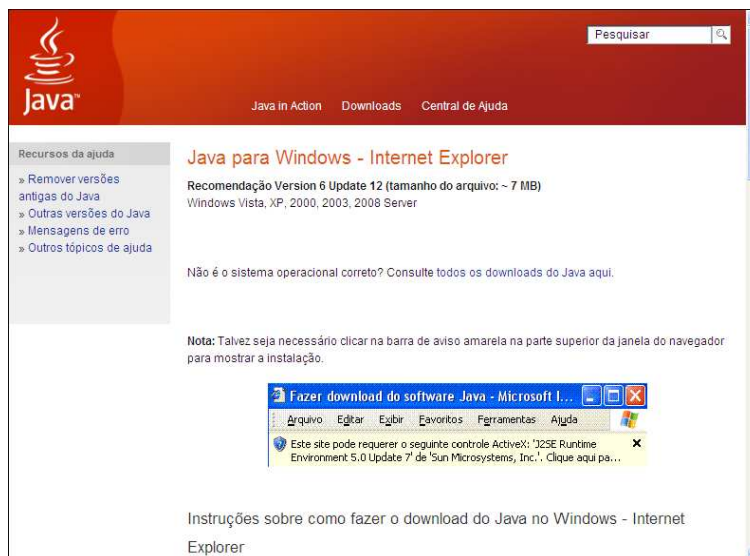 Pesquisar
Java™
Java in Action Downloads Central de Ajuda
Recursos da ajuda
» Remover versões
antigas do Java
» Outras versões do Java
» Mensagens de erro
» Outros tópicos de ajuda
Java para Windows - Internet Explorer
Recomendação Version 6 Update 12 (tamanho do arquivo: ~ 7 MB)
Windows Vista, XP, 2000, 2003, 2008 Server
Não é o sistema operacional correto? Consulte todos os downloads do Java aqui.
Nota: Talvez seja necessário clicar na barra de aviso amarela na parte superior da janela do navegador
para mostrar a instalação.
Fazer download do software Java - Microsoft I...
Arquivo Editar Exibir Favoritos Ferramentas Ajuda
Este site pode requerer o seguinte controle ActiveX: 'J2SE Runtime
Environment 5.0 Update 7' de 'Sun Microsystems, Inc.'. Clique aqui pa...
Instruções sobre como fazer o download do Java no Windows - Internet
Explorer